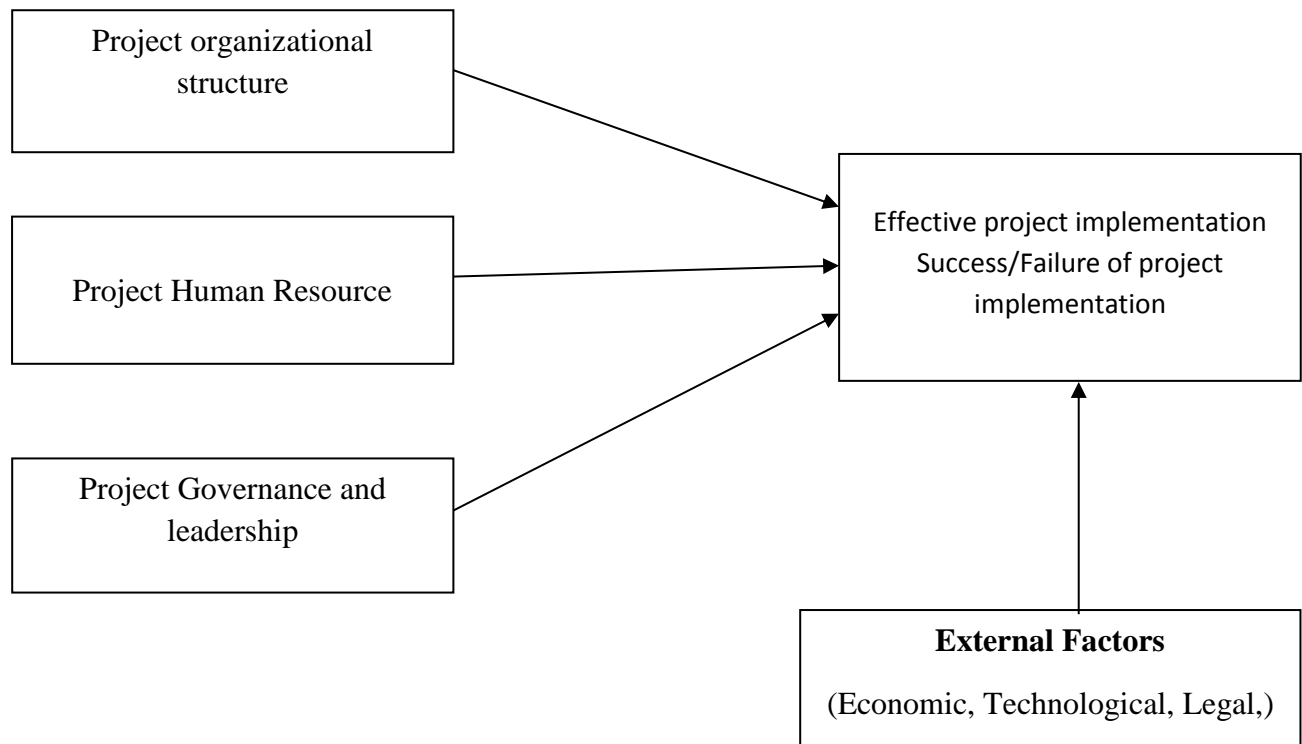 Project organizational
structure
Project Human Resource
Project Governance and
leadership
Effective project implementation
Success/Failure of project
implementation
External Factors
(Economic, Technological, Legal,)